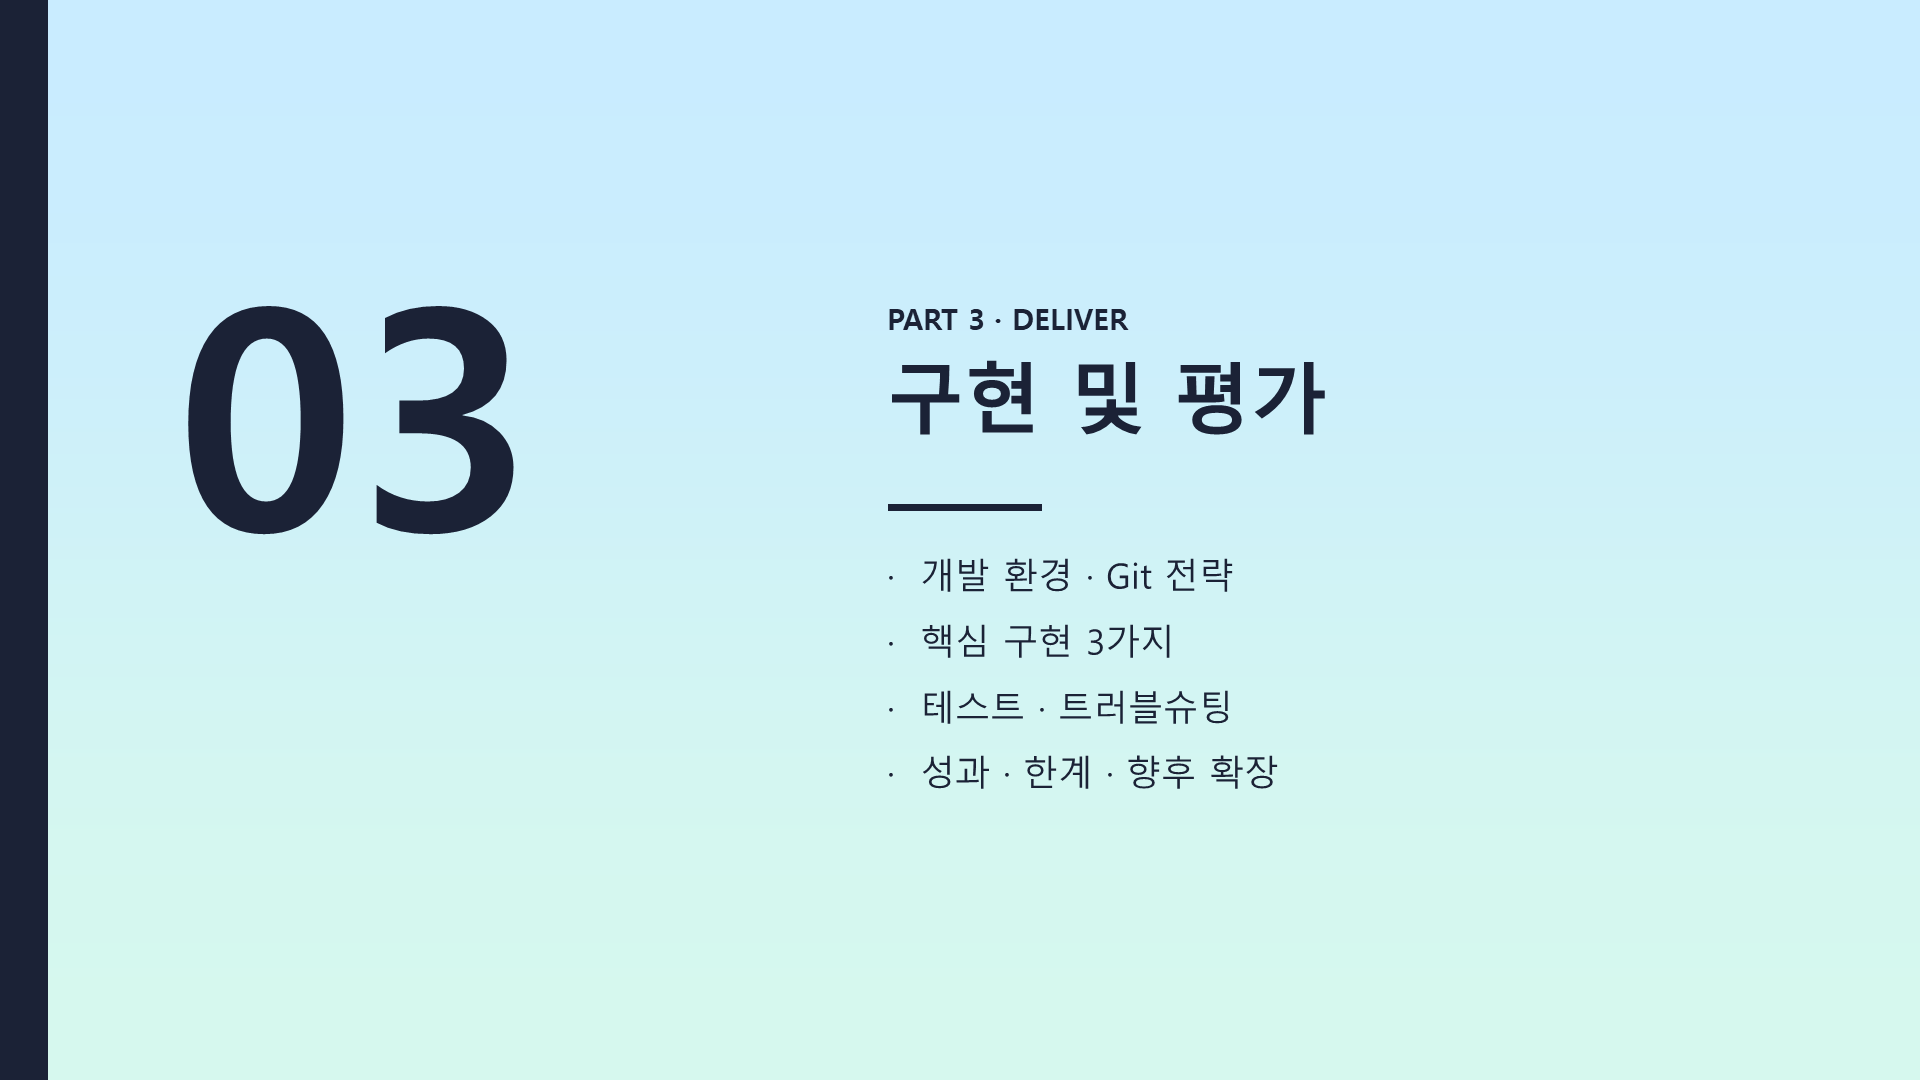 03
PART 3 · DELIVER
구현 및 평가
· 개발 환경 · Git 전략
· 핵심 구현 3가지
· 테스트 · 트러블슈팅
· 성과 · 한계 · 향후 확장